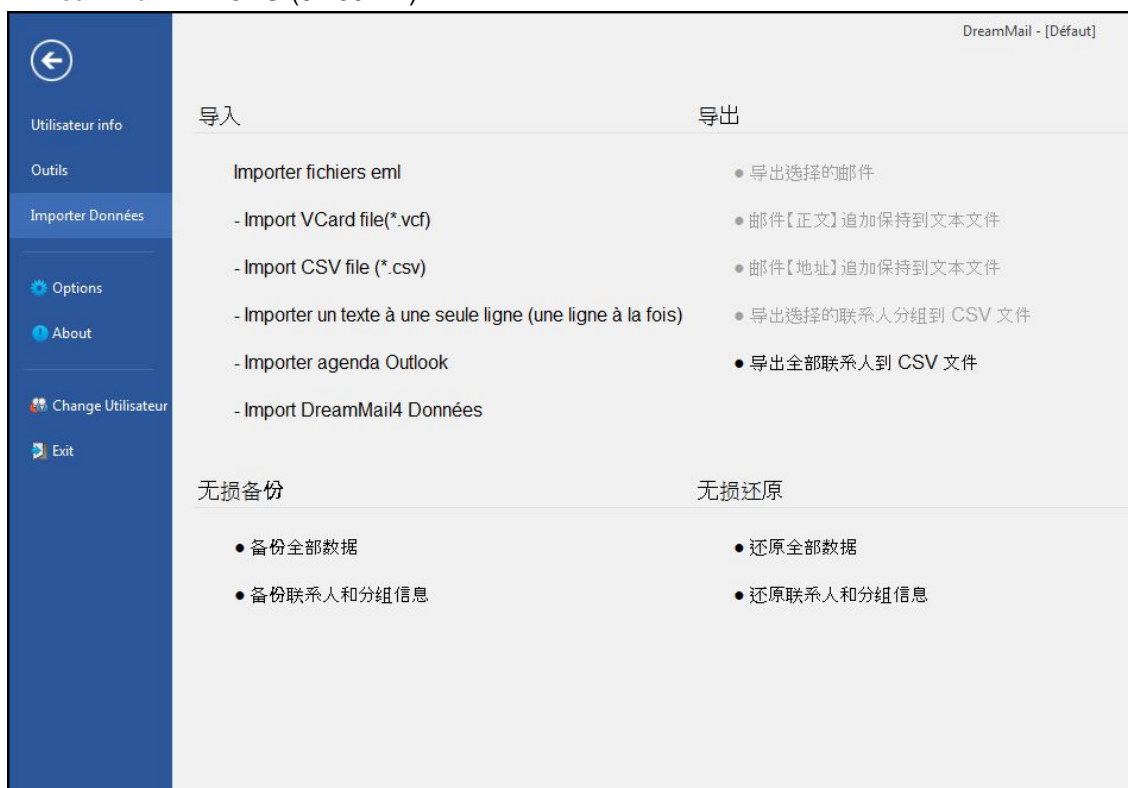 DreamMail - [Défaut]
Utilisateur info
Outils
Importer Données
Options
About
Change Utilisateur
Exit
导入
Importer fichiers eml
- Import VCard file(*.vcf)
- Import CSV file (*.csv)
- Importer un texte à une seule ligne (une ligne à la fois)
- Importer agenda Outlook
- Import DreamMail4 Données
导出
● 导出选择的邮件
● 邮件【正文】追加保持到文本文件
● 邮件【地址】追加保持到文本文件
● 导出选择的联系人分组到 CSV 文件
● 导出全部联系人到 CSV 文件
无损备份
● 备份全部数据
● 备份联系人和分组信息
无损还原
● 还原全部数据
● 还原联系人和分组信息